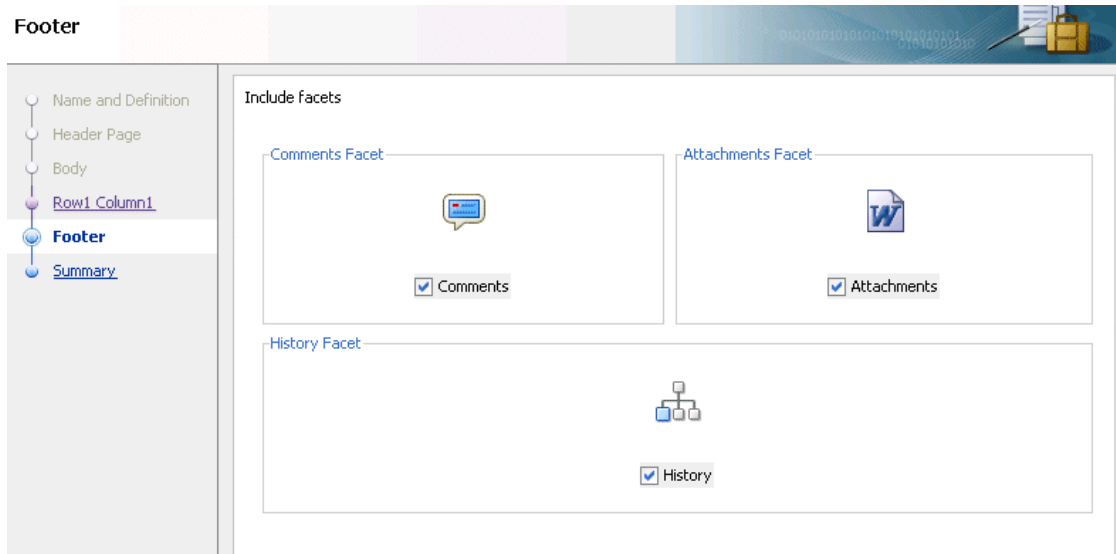 Footer
Name and Definition
Header Page
Body
Row1 Column1
Footer
Summary
Include facets
Comments Facet
Attachments Facet
W
Comments
Attachments
History Facet
History